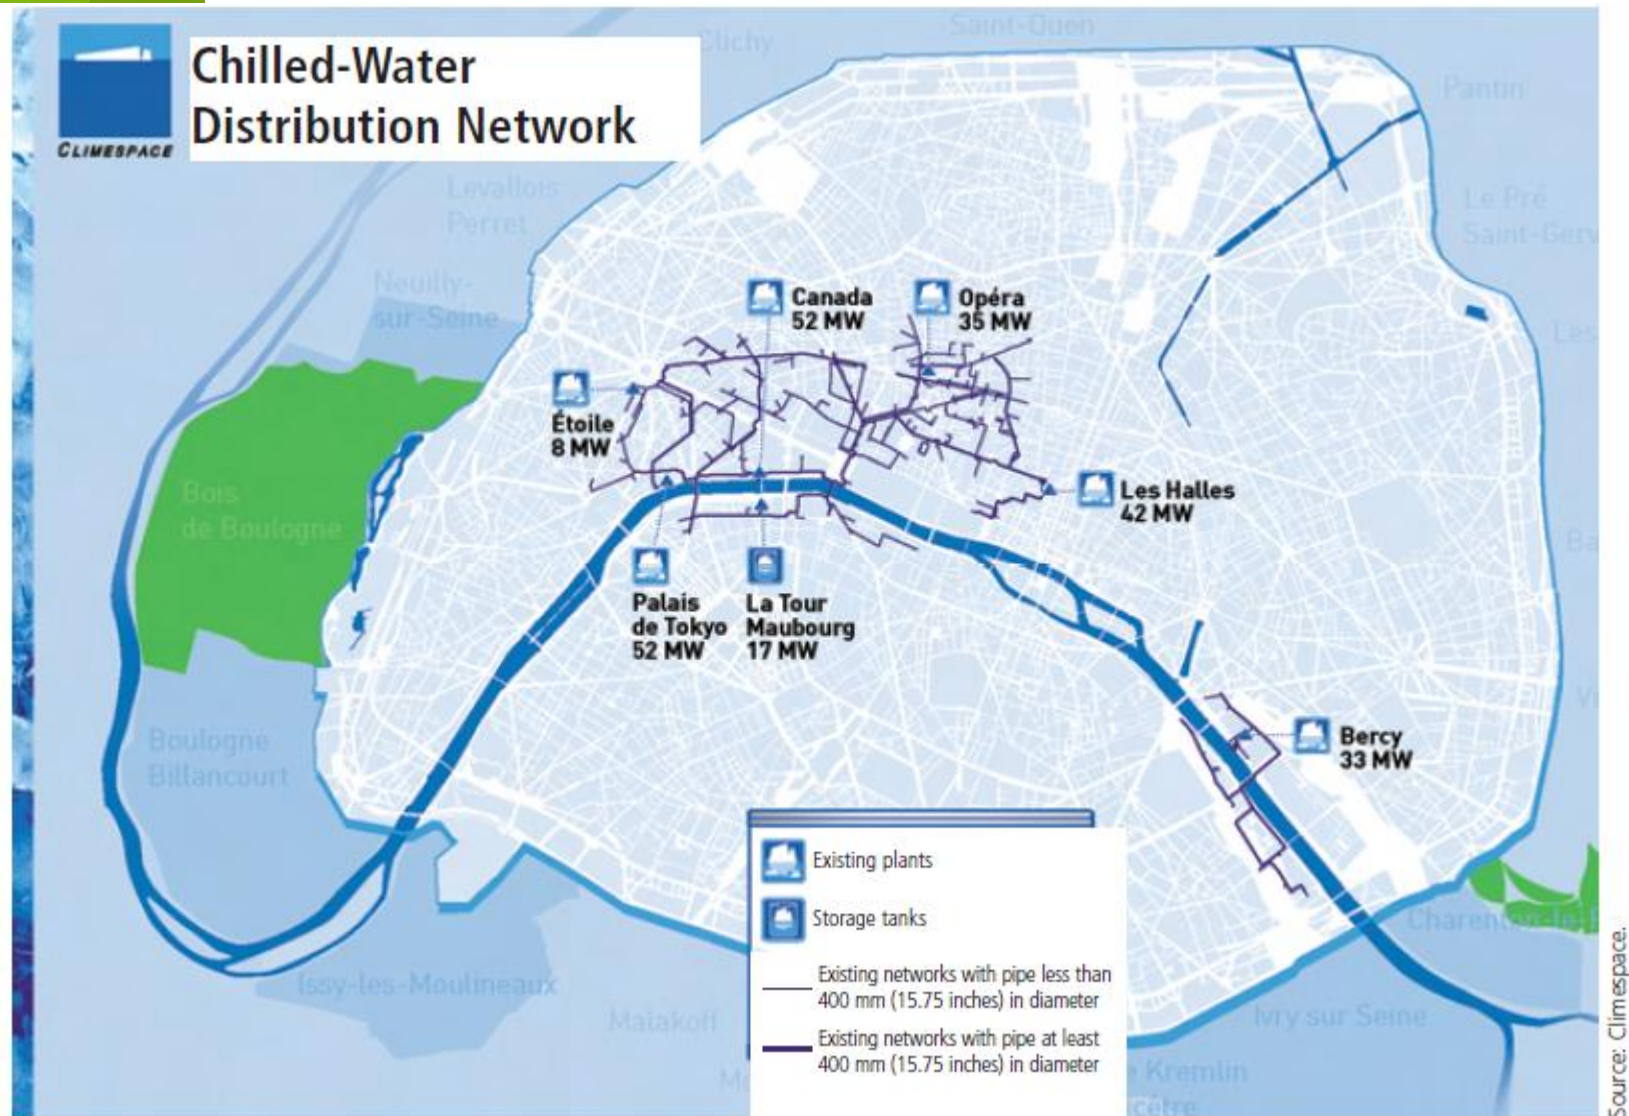 Chilled-Water
Distribution Network
CLIMESPACE
Clichy
Saint-Ouen
Pantin
Levallois
Perret
Le Pré
Neuilly-
sur-Seine
Canada
52 MW
Opéra
35 MW
Étoile
8 MW
Bois
de Boulogne
Les Halles
42 MW
Palais
de Tokyo
52 MW
La Tour
Maubourg
17 MW
Boulogne
Billancourt
Bercy
33 MW
Existing plants
Storage tanks
Existing networks with pipe less than
400 mm (15.75 inches) in diameter
Existing networks with pipe at least
400 mm (15.75 inches) in diameter
Issy-les-Moulineaux
Malakoff
Ivry sur Seine
Kremlin
Source: Climespace.